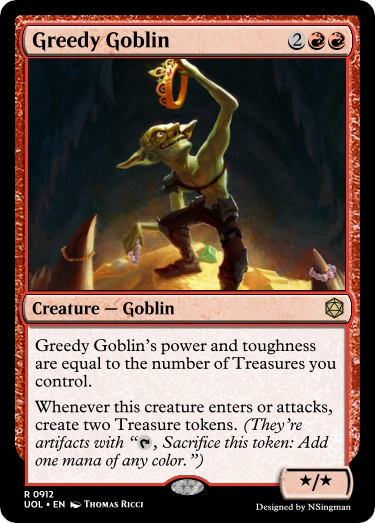 Greedy Goblin 2
Creature — Goblin
Greedy Goblin's power and toughness
are equal to the number of Treasures you
control.
Whenever this creature enters or attacks,
create two Treasure tokens. (They're
artifacts with “, Sacrifice this token: Add
one mana of any color.”)
★/★
R 0912
UOL • EN Thomas Ricci
Designed by NSingman